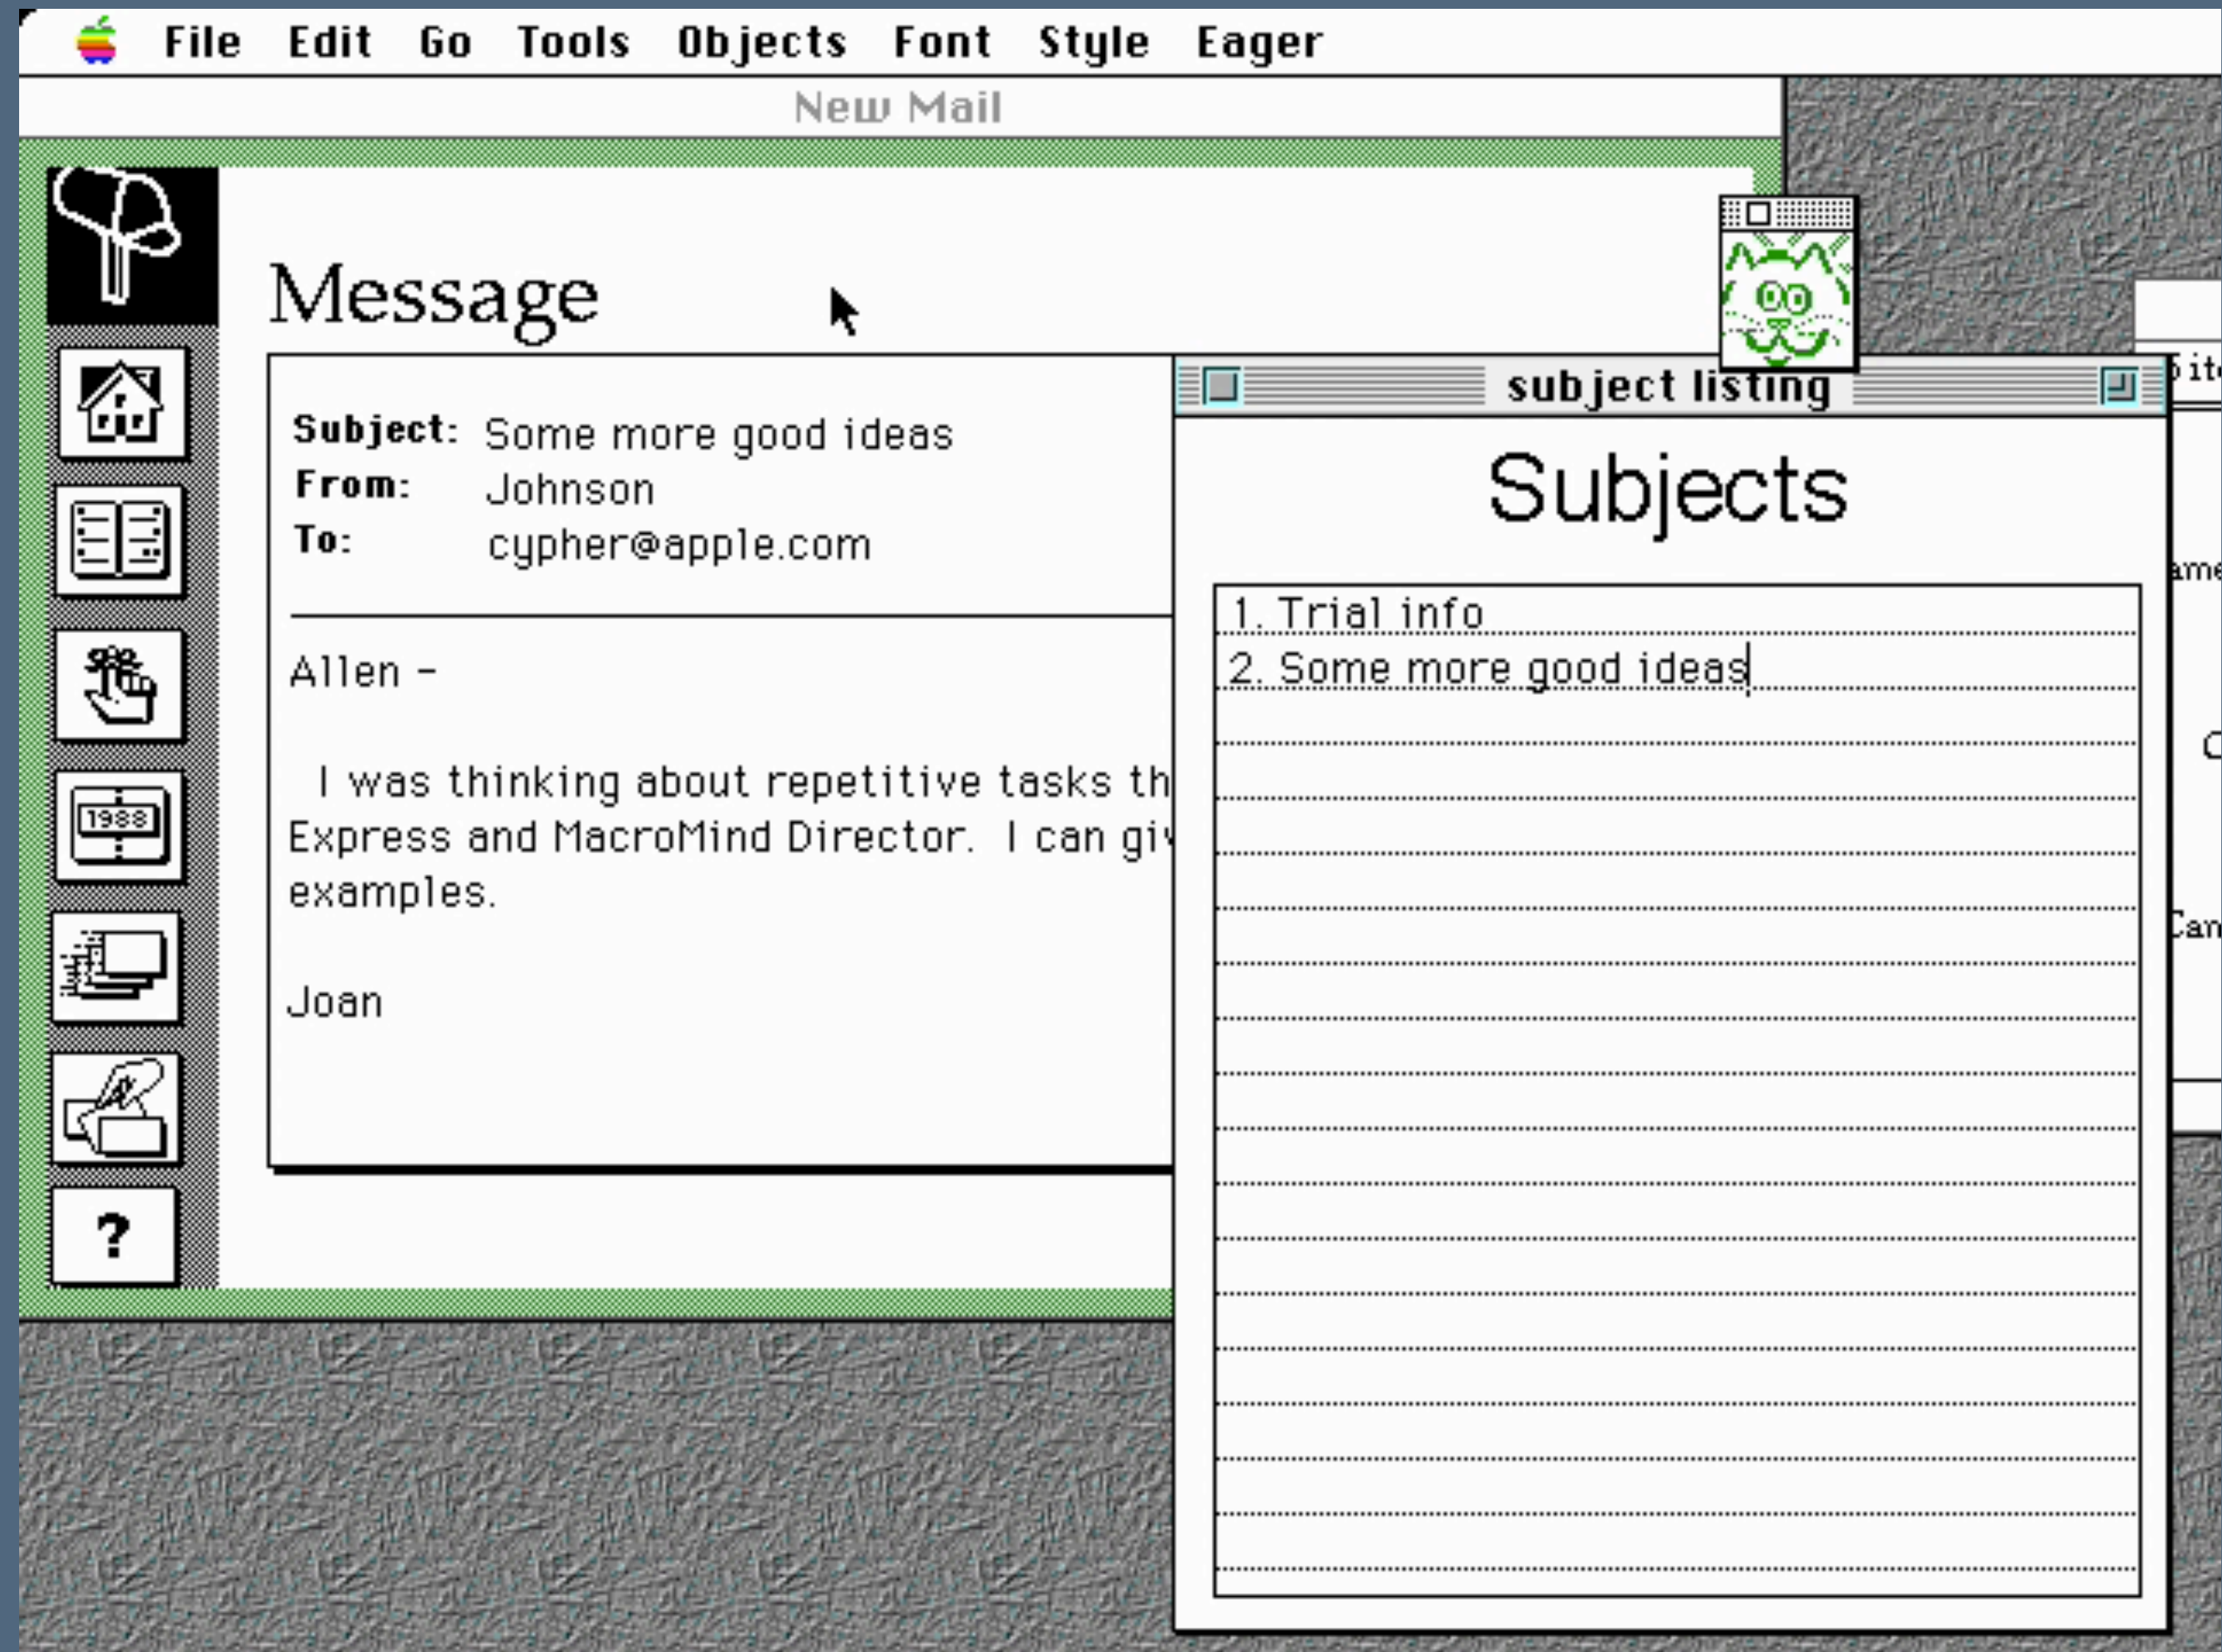 File Edit Go Tools Objects Font Style Eager
New Mail
Message
Subject: Some more good ideas
From: Johnson
To: cypher@apple.com
Allen -
I was thinking about repetitive tasks th
Express and MacroMind Director. I can giv
examples.
Joan
1988
?
subject listing
Subjects
1. Trial info
2. Some more good ideas